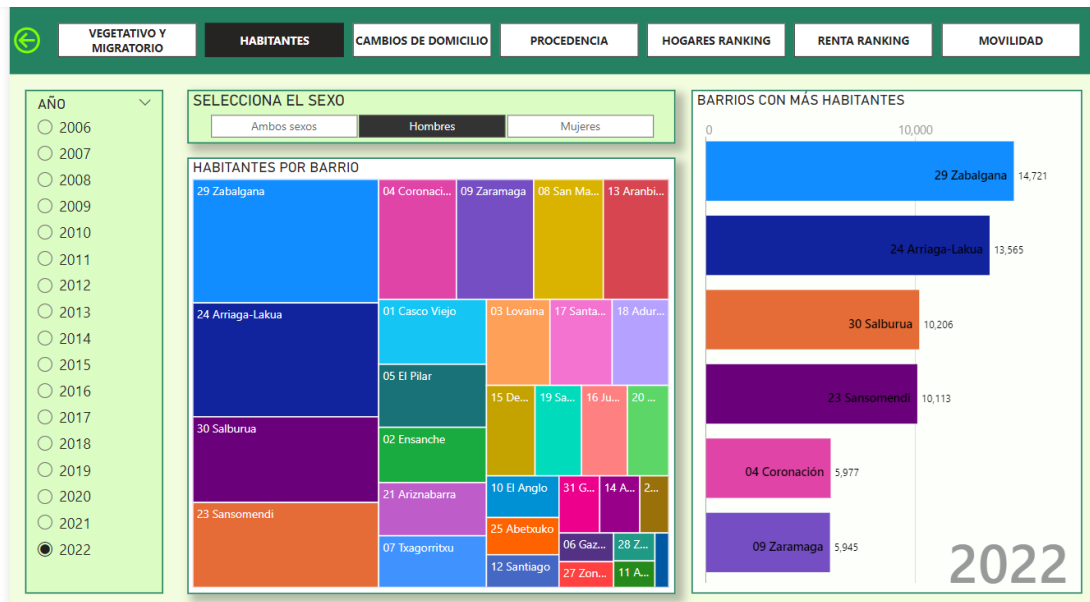 VEGETATIVO Y
MIGRATORIO
HABITANTES
CAMBIOS DE DOMICILIO
PROCEDENCIA
HOGARES RANKING
RENTA RANKING
MOVILIDAD
AÑO
2006
2007
2008
2009
2010
2011
2012
2013
2014
2015
2016
2017
2018
2019
2020
2021
2022
SELECCIONA EL SEXO
Ambos sexos
Hombres
Mujeres
HABITANTES POR BARRIO
29 Zabalgana
24 Arriaga-Lakua
30 Salburua
23 Sansomendi
04 Coronaci...
09 Zaramaga
08 San Ma...
13 Aranbi...
01 Casco Viejo
05 El Pilar
02 Ensanche
21 Ariznabarra
07 Txagorritxu
03 Lovaina
17 Santa...
18 Adur...
15 De...
19 Sa...
16 Ju...
20 ...
10 El Anglo
31 G...
14 A...
2...
25 Abetxuko
06 Gaz...
28 Z...
12 Santiago
27 Zon...
11 A...
BARRIOS CON MÁS HABITANTES
0
10,000
29 Zabalgana 14,721
24 Arriaga-Lakua 13,565
30 Salburua 10,206
23 Sansomendi 10,113
04 Coronación 5,977
09 Zaramaga 5,945
2022